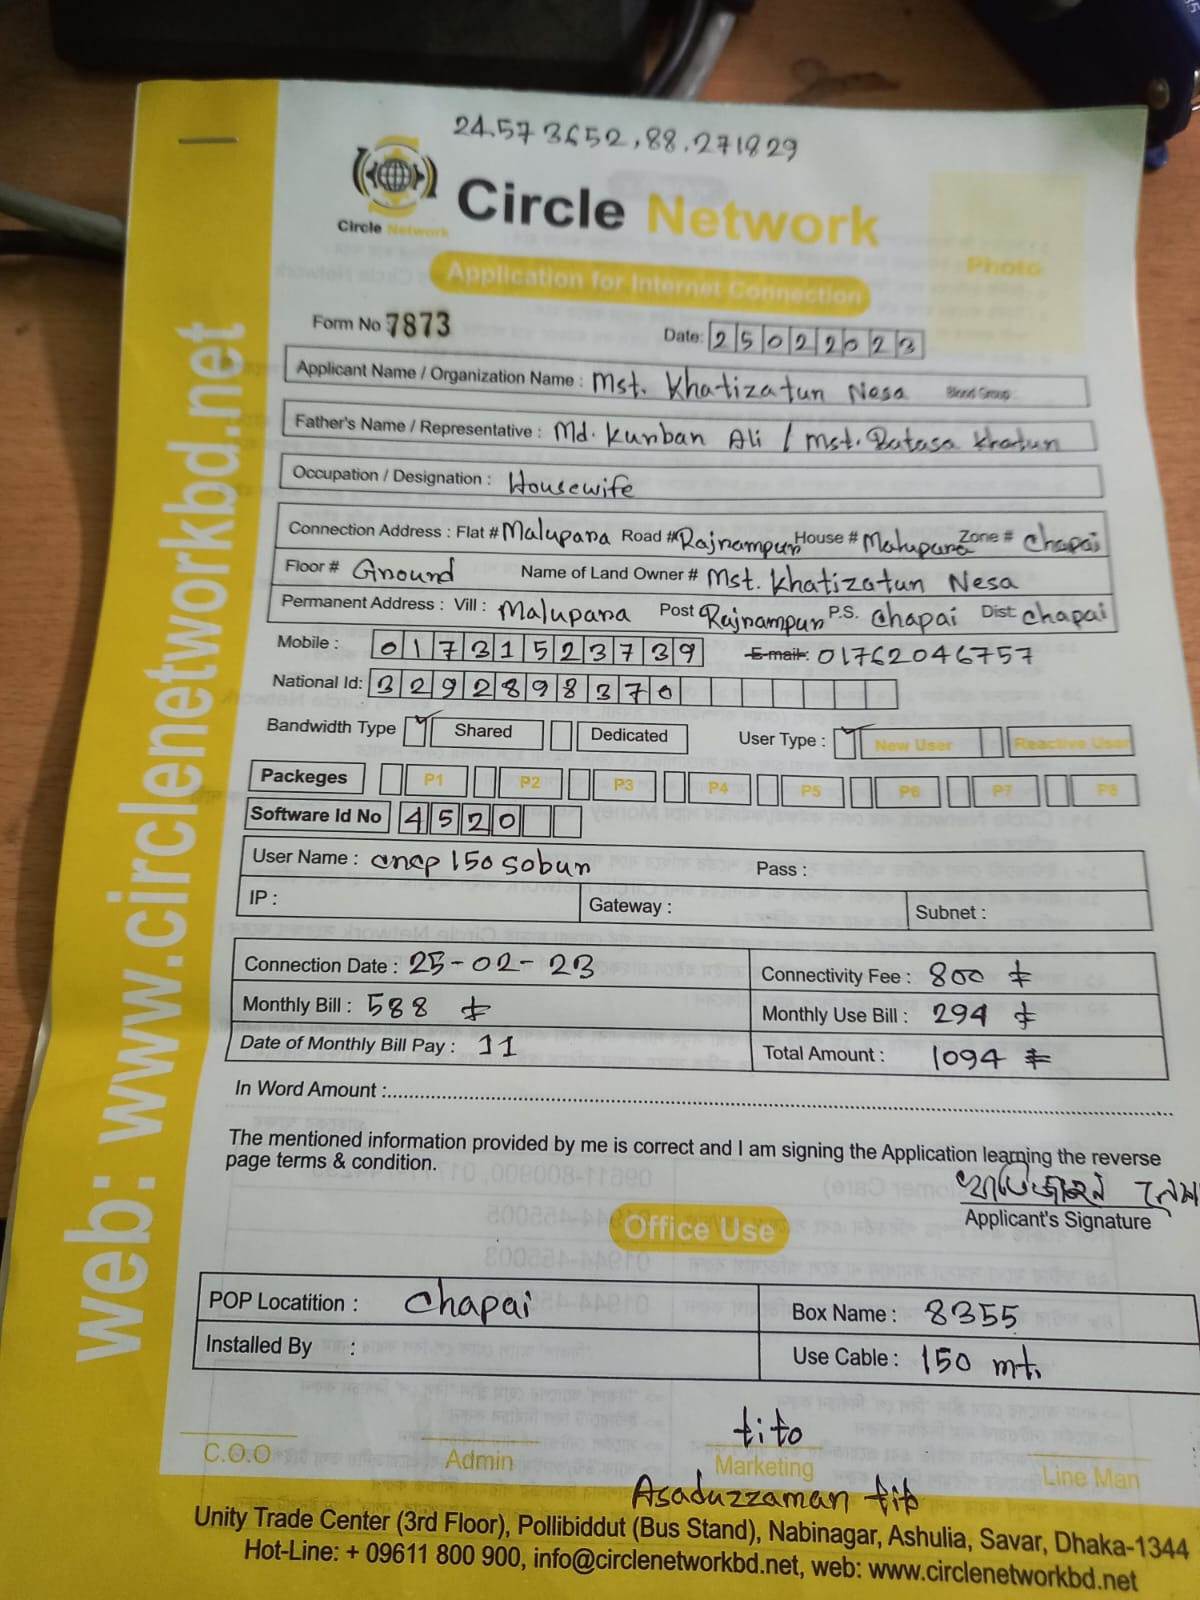 24.573652,88.271829
Circle Network
Circle Network
Photo
Application for Internet Connection
Form No 7873
Date: 25022023
Applicant Name / Organization Name : Mst. Khatizatun Nesa Blood Group :
Father's Name / Representative : Md. Kurban Ali / Mst. Batasa Khatun
Occupation / Designation : Housewife
Connection Address : Flat # Malupara Road # Rajrampur House # Malupara Zone # Chapai
Floor # Ground Name of Land Owner # Mst. Khatizatun Nesa
Permanent Address : Vill : Malupara Post Rajrampur P.S. Chapai Dist: Chapai
Mobile : 01731523739 E-mail: 01762046757
National Id: 3292898370
Bandwidth Type Shared Dedicated User Type : New User Reactive User
Packeges P1 P2 P3 P4 P5 P6 P7 P8
Software Id No 4520
User Name : cncp150sobur Pass :
IP : Gateway : Subnet :
Connection Date : 25-02-23 Connectivity Fee : 800 ৳
Monthly Bill : 588 ৳ Monthly Use Bill : 294 ৳
Date of Monthly Bill Pay : 11 Total Amount : 1094 ৳
In Word Amount :
The mentioned information provided by me is correct and I am signing the Application learning the reverse
page terms & condition.
Applicant's Signature
Office Use
POP Locatition : Chapai Box Name : 8355
Installed By : Use Cable : 150 mt.
tito
C.O.O Admin Marketing Line Man
Asaduzzaman tito
Unity Trade Center (3rd Floor), Pollibiddut (Bus Stand), Nabinagar, Ashulia, Savar, Dhaka-1344
Hot-Line: + 09611 800 900, info@circlenetworkbd.net, web: www.circlenetworkbd.net
web: www.circlenetworkbd.net